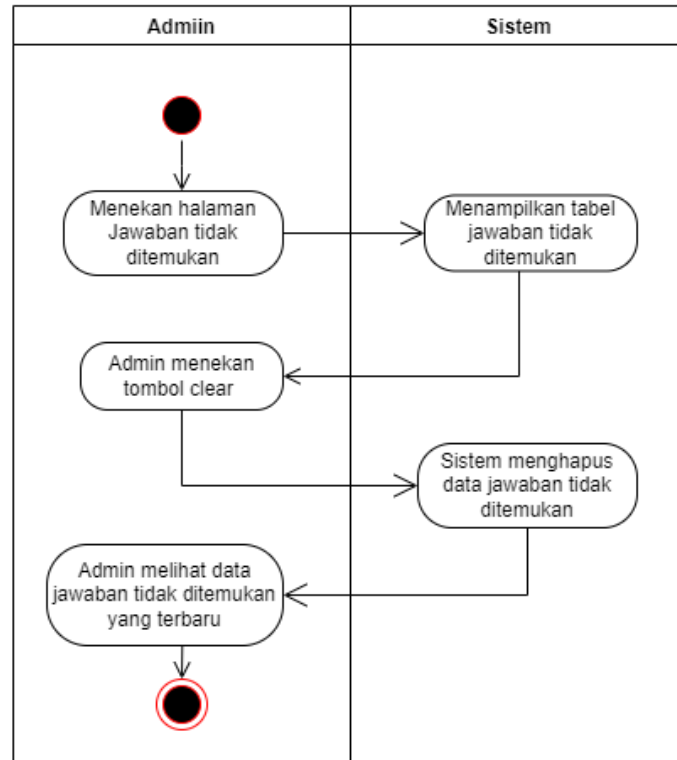 Admiin
Sistem
Menekan halaman
Jawaban tidak
ditemukan
Menampilkan tabel
jawaban tidak
ditemukan
Admin menekan
tombol clear
Sistem menghapus
data jawaban tidak
ditemukan
Admin melihat data
jawaban tidak ditemukan
yang terbaru